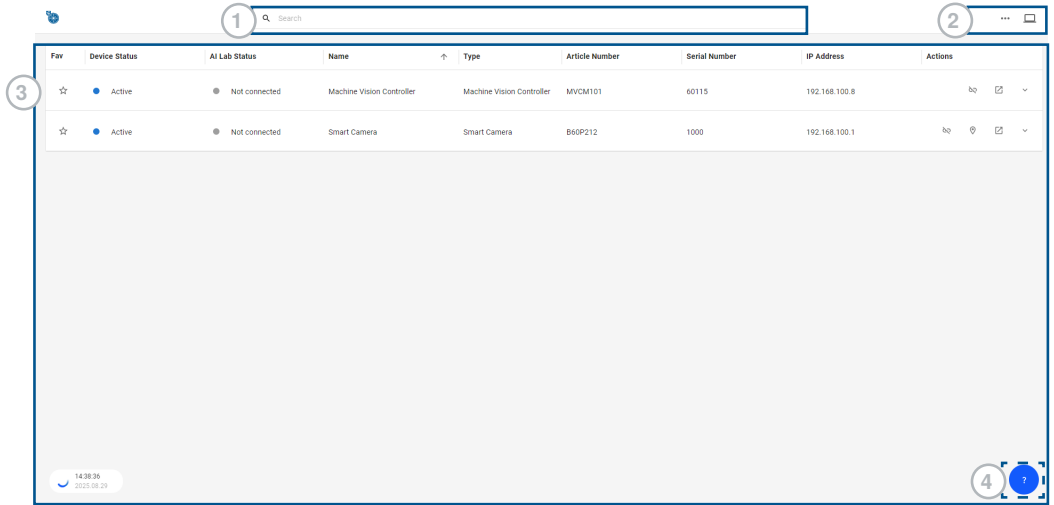 1
Search
2
•••
3
Fav Device Status AI Lab Status Name Type Article Number Serial Number IP Address Actions
Active Not connected Machine Vision Controller Machine Vision Controller MVCM101 60115 192.168.100.8
Active Not connected Smart Camera Smart Camera B60P212 1000 192.168.100.1
14:38:36
2025.08.29
4
?